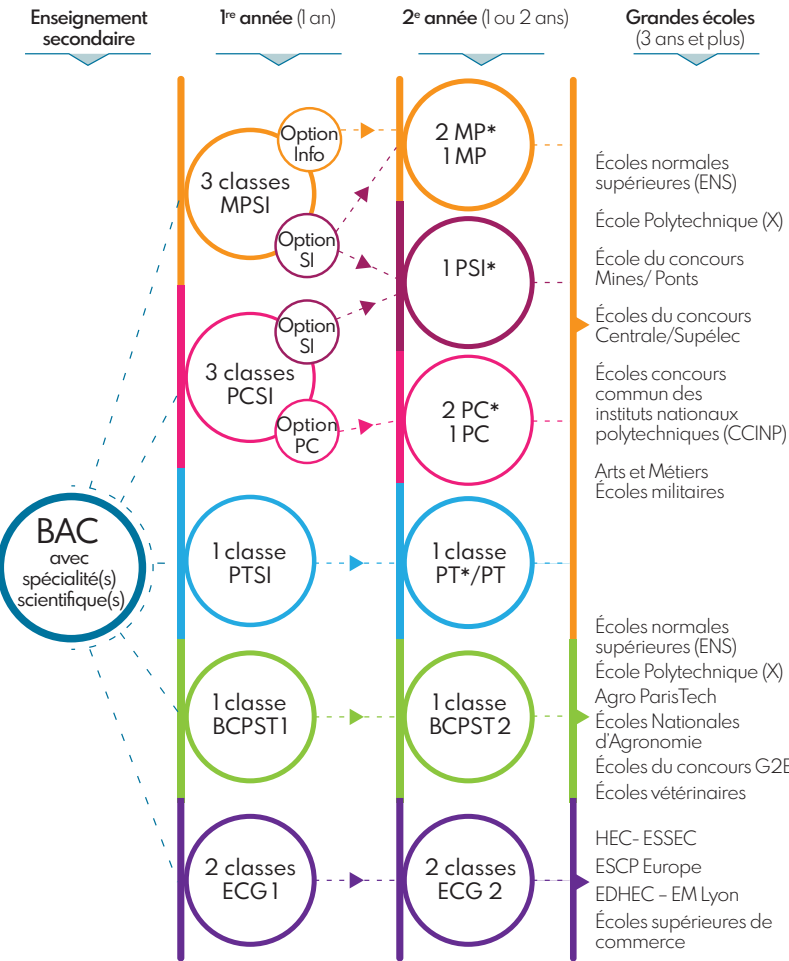 Enseignement
secondaire
1re année (1 an)
2e année (1 ou 2 ans)
Grandes écoles
(3 ans et plus)
BAC
avec
spécialité(s)
scientifique(s)
3 classes
MPSI
Option
Info
Option
SI
3 classes
PCSI
Option
SI
Option
PC
1 classe
PTSI
1 classe
BCPST1
2 classes
ECG1
2 MP*
1 MP
1 PSI*
2 PC*
1 PC
1 classe
PT*/PT
1 classe
BCPST2
2 classes
ECG 2
Écoles normales
supérieures (ENS)
École Polytechnique (X)
École du concours
Mines/ Ponts
Écoles du concours
Centrale/Supélec
Écoles concours
commun des
instituts nationaux
polytechniques (CCINP)
Arts et Métiers
Écoles militaires
Écoles normales
supérieures (ENS)
École Polytechnique (X)
Agro ParisTech
Écoles Nationales
d'Agronomie
Écoles du concours G2E
Écoles vétérinaires
HEC- ESSEC
ESCP Europe
EDHEC – EM Lyon
Écoles supérieures de
commerce